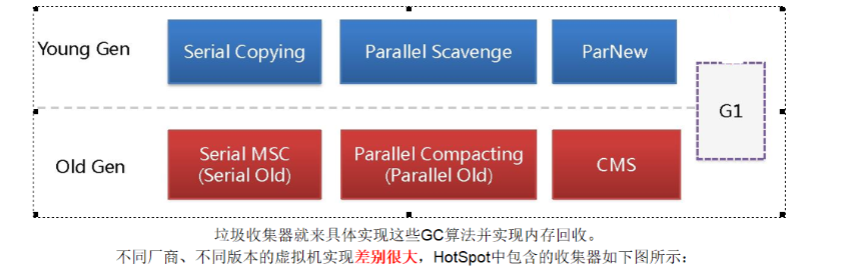 Young Gen
Serial Copying
Parallel Scavenge
ParNew
G1
Old Gen
Serial MSC
(Serial Old)
Parallel Compacting
(Parallel Old)
CMS
垃圾收集器就来具体实现这些GC算法并实现内存回收。
不同厂商、不同版本的虚拟机实现差别很大，HotSpot中包含的收集器如下图所示：